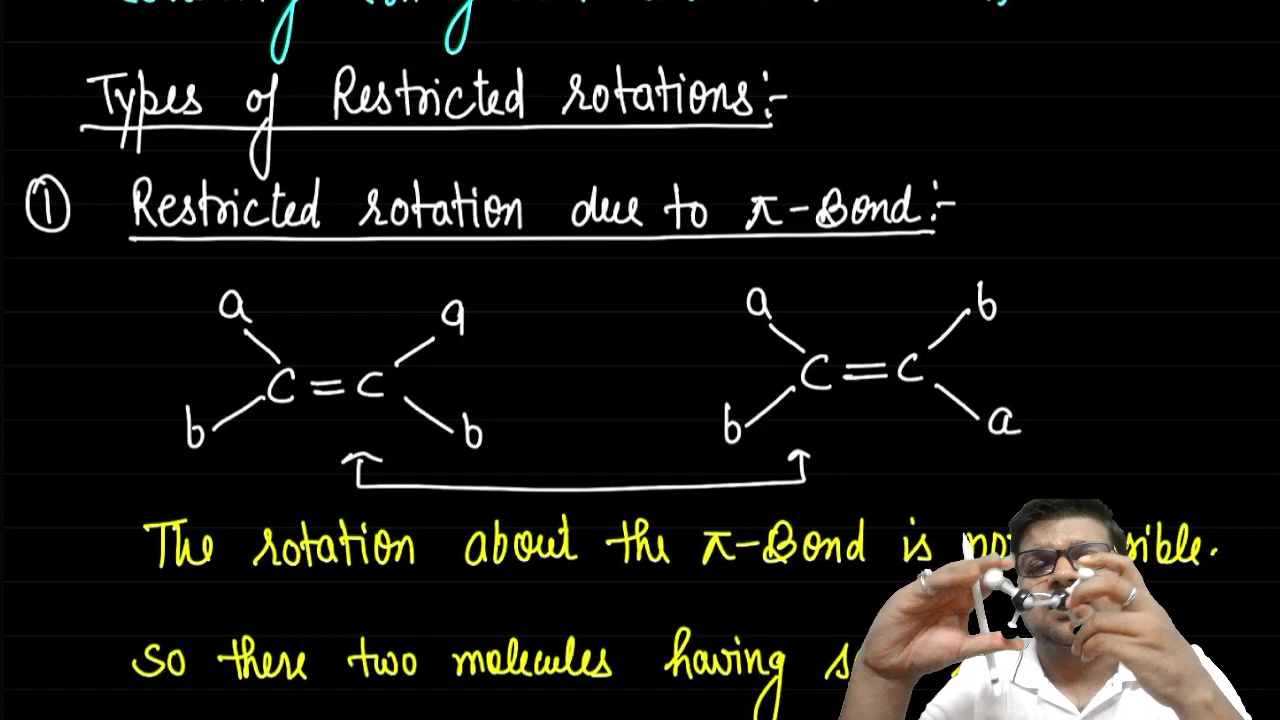 Types of Restricted rotations:-
① Restricted rotation due to π-Bond:-
a a a b
C=C C=C
b b b a
The rotation about the π-Bond is
so there two molecules having